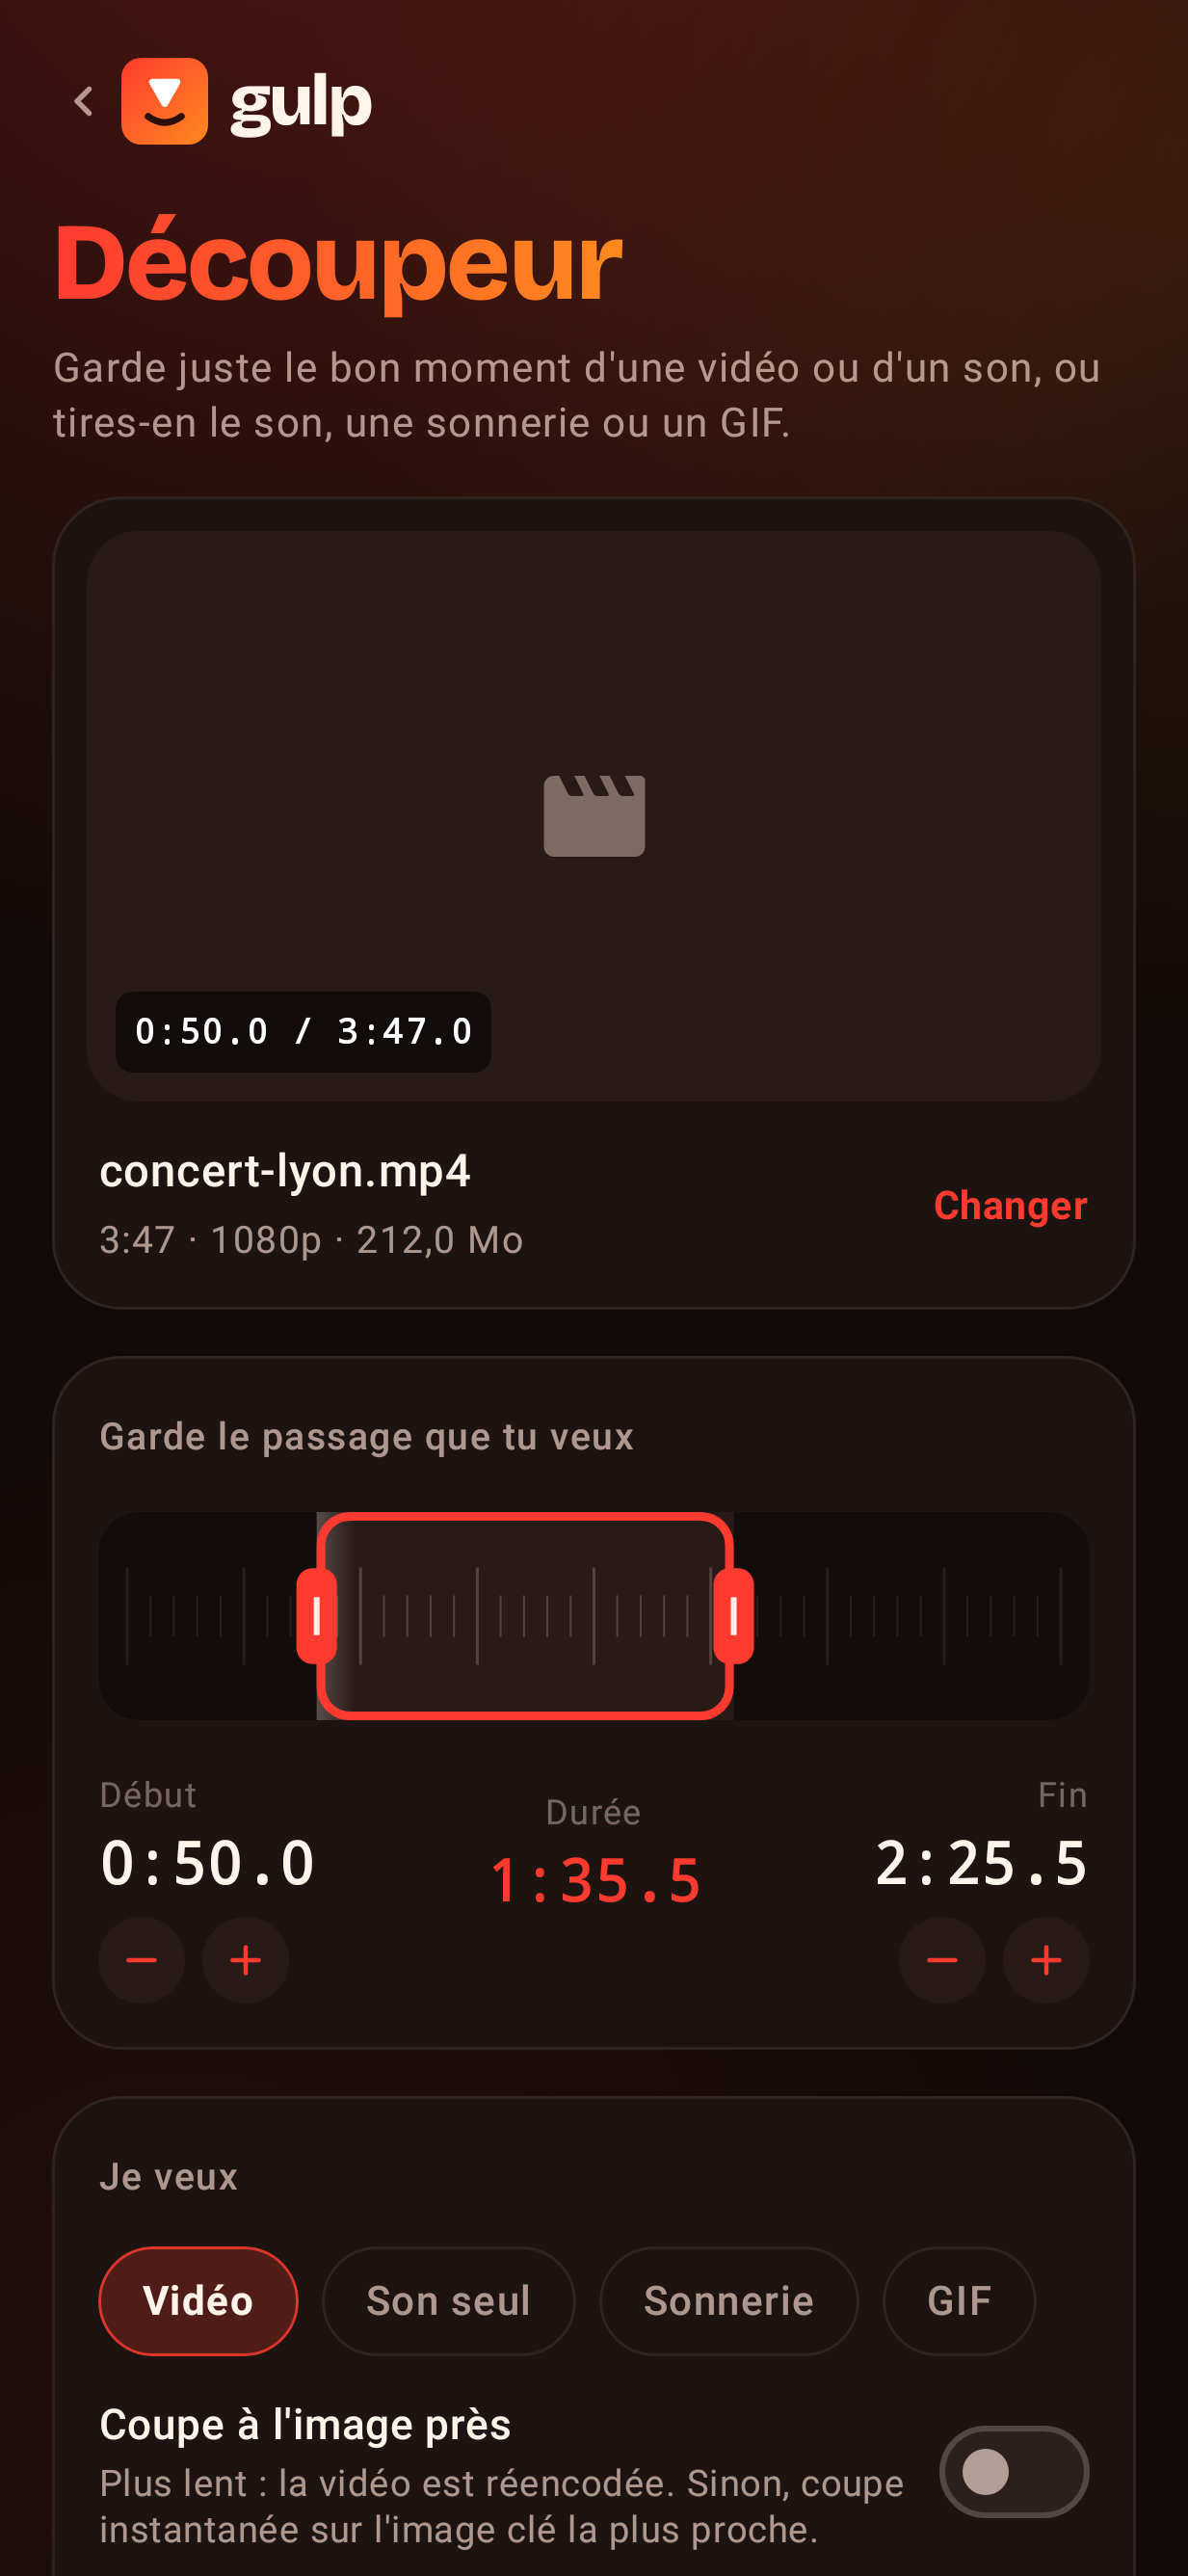 gulp
Découpeur
Garde juste le bon moment d'une vidéo ou d'un son, ou
tires-en le son, une sonnerie ou un GIF.
0:50.0 / 3:47.0
concert-lyon.mp4
3:47 · 1080p · 212,0 Mo
Changer
Garde le passage que tu veux
Début
0:50.0
Durée
1:35.5
Fin
2:25.5
Je veux
Vidéo
Son seul
Sonnerie
GIF
Coupe à l'image près
Plus lent : la vidéo est réencodée. Sinon, coupe
instantanée sur l'image clé la plus proche.